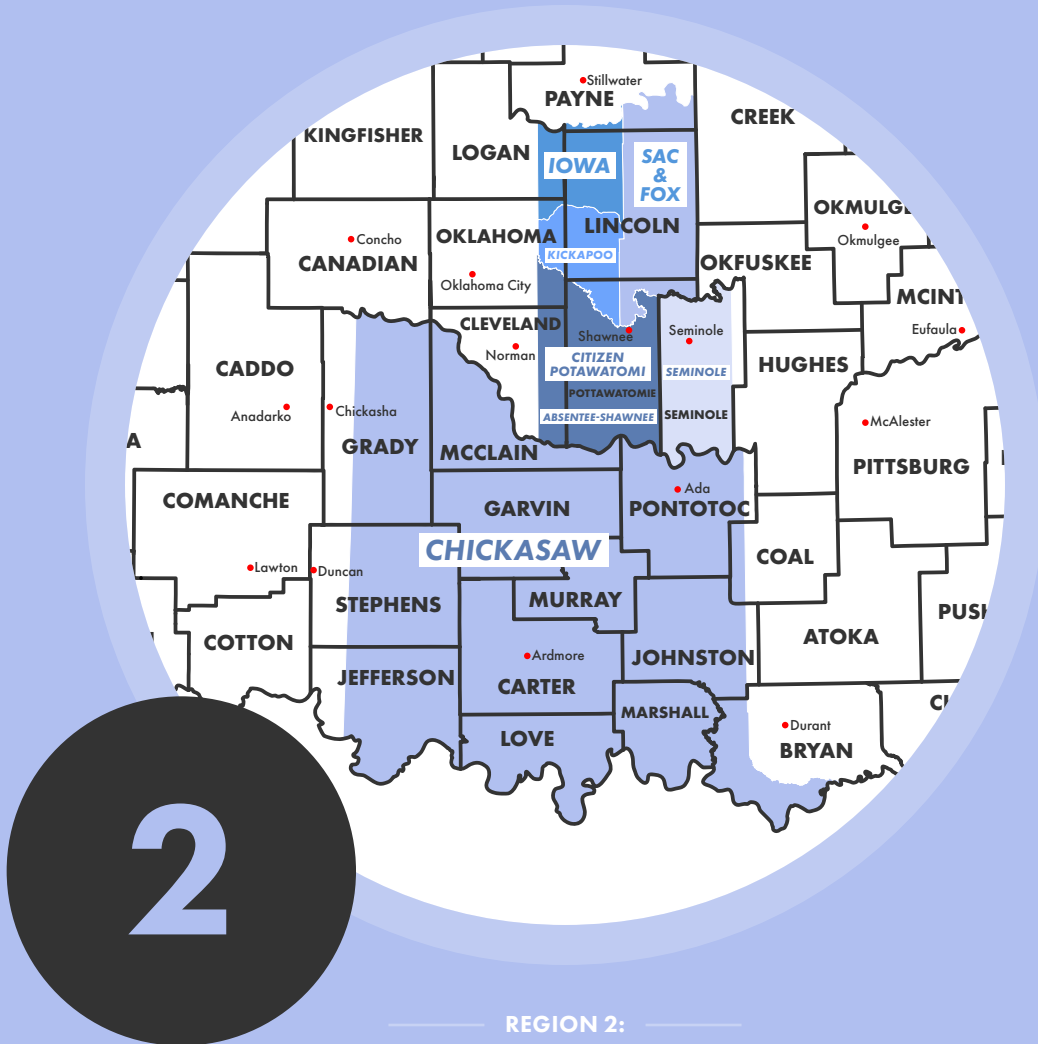 Stillwater
PAYNE
CREEK
KINGFISHER
LOGAN
IOWA
SAC
&
FOX
OKMULGE
Okmulgee
LINCOLN
OKLAHOMA
Concho
CANADIAN
KICKAPOO
OKFUSKEE
Oklahoma City
MCINT
CLEVELAND
Eufaula
Shawnee
Seminole
Norman
CITIZEN
POTAWATOMI
HUGHES
CADDO
SEMINOLE
POTTAWATOMIE
Anadarko
Chickasha
ABSENTEE-SHAWNEE
SEMINOLE
McAlester
A
GRADY
MCCLAIN
PITTSBURG
COMANCHE
Ada
GARVIN
PONTOTOC
CHICKASAW
COAL
Lawton
Duncan
STEPHENS
MURRAY
PUSH
COTTON
ATOKA
Ardmore
JOHNSTON
JEFFERSON
CARTER
MARSHALL
Durant
LOVE
BRYAN
2
REGION 2: